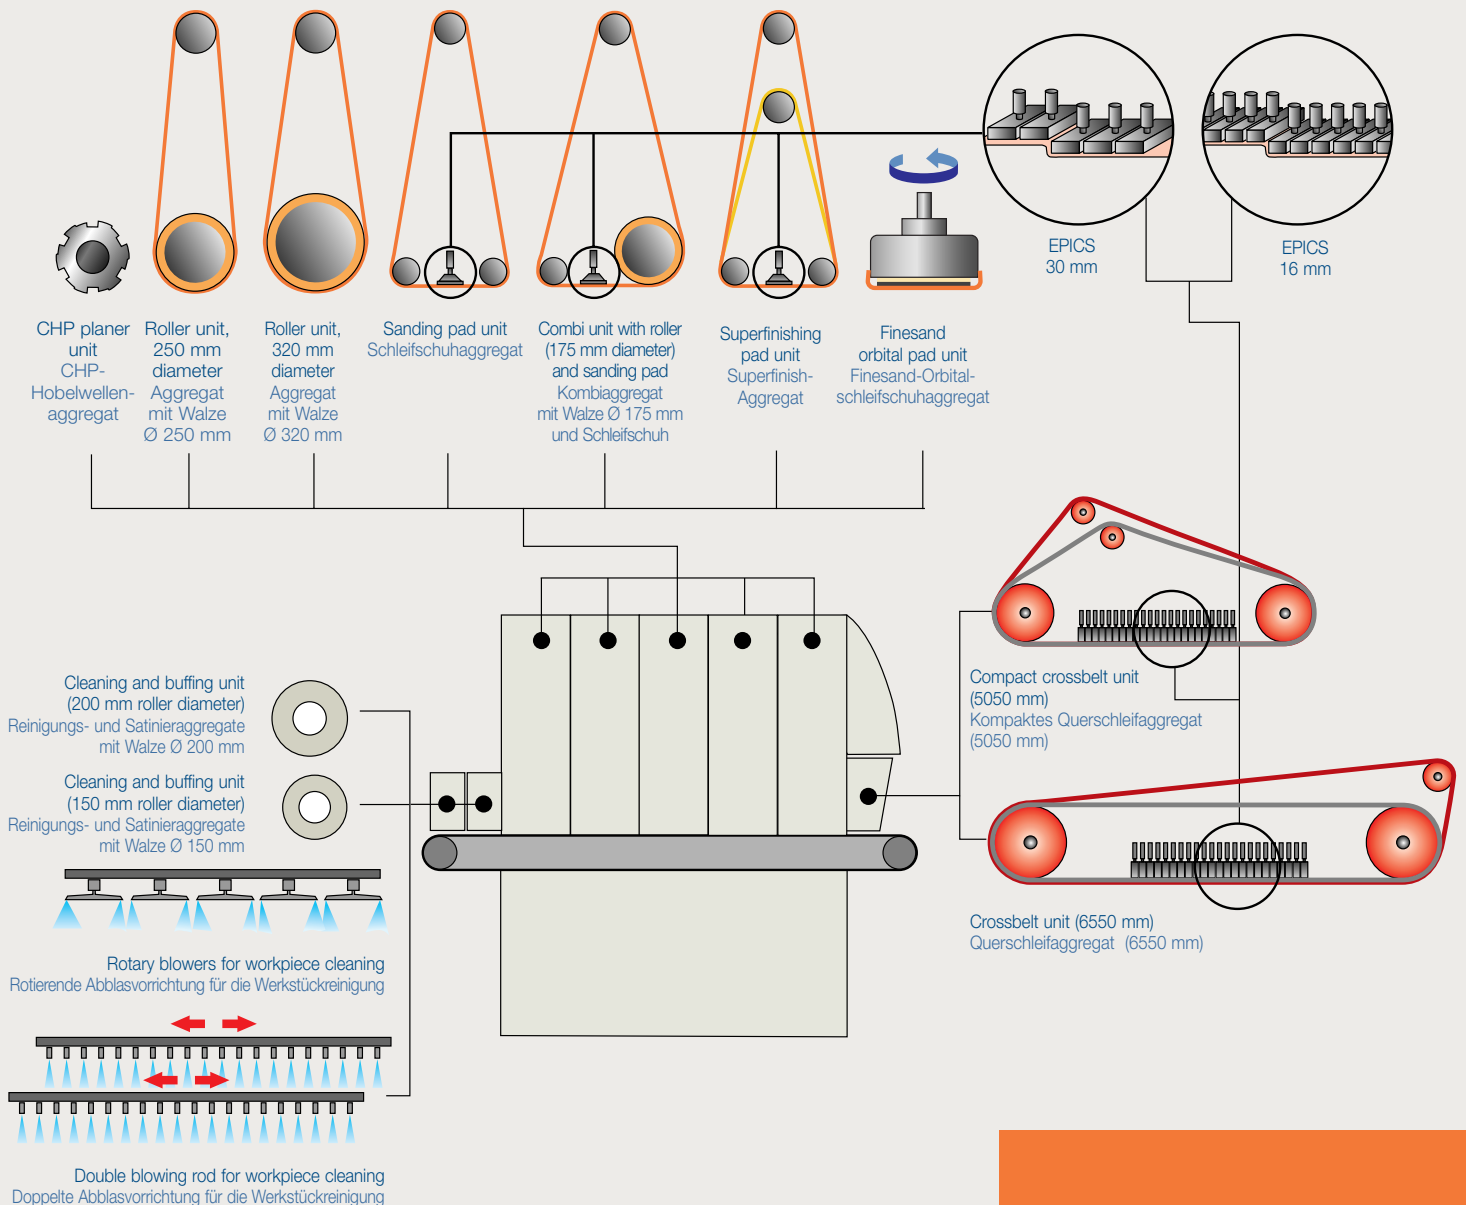 EPICS
30 mm
EPICS
16 mm
CHP planer
unit
CHP-
Hobelwellen-
aggregat
Roller unit,
250 mm
diameter
Aggregat
mit Walze
Ø 250 mm
Roller unit,
320 mm
diameter
Aggregat
mit Walze
Ø 320 mm
Sanding pad unit
Schleifschuhaggregat
Combi unit with roller
(175 mm diameter)
and sanding pad
Kombiaggregat
mit Walze Ø 175 mm
und Schleifschuh
Superfinishing
pad unit
Superfinish-
Aggregat
Finesand
orbital pad unit
Finesand-Orbital-
schleifschuhaggregat
Cleaning and buffing unit
(200 mm roller diameter)
Reinigungs- und Satinieraggregate
mit Walze Ø 200 mm
Cleaning and buffing unit
(150 mm roller diameter)
Reinigungs- und Satinieraggregate
mit Walze Ø 150 mm
Rotary blowers for workpiece cleaning
Rotierende Abblasvorrichtung für die Werkstückreinigung
Double blowing rod for workpiece cleaning
Doppelte Abblasvorrichtung für die Werkstückreinigung
Compact crossbelt unit
(5050 mm)
Kompaktes Querschleifaggregat
(5050 mm)
Crossbelt unit (6550 mm)
Querschleifaggregat (6550 mm)